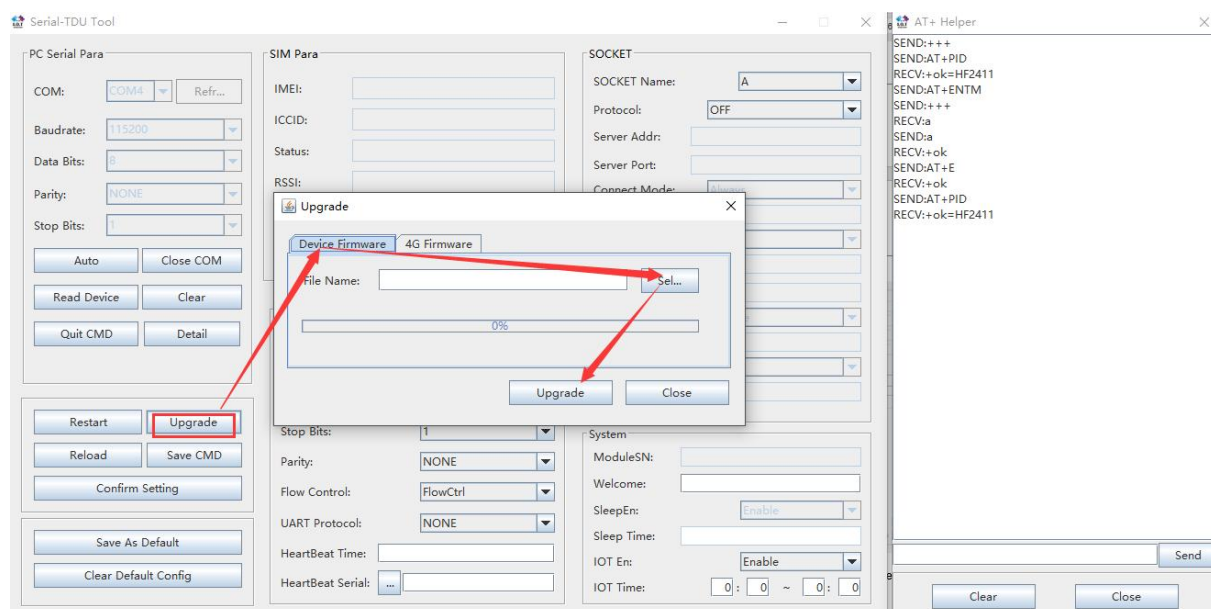 Serial-TDU Tool
PC Serial Para
COM:
COM4
Refr...
Baudrate:
115200
Data Bits:
8
Parity:
NONE
Stop Bits:
1
Auto
Close COM
Read Device
Clear
Quit CMD
Detail
Restart
Upgrade
Reload
Save CMD
Confirm Setting
Save As Default
Clear Default Config
SIM Para
IMEI:
ICCID:
Status:
RSSI:
Upgrade
Device Firmware
4G Firmware
File Name:
Sel...
0%
Upgrade
Close
Stop Bits:
1
Parity:
NONE
Flow Control:
FlowCtrl
UART Protocol:
NONE
HeartBeat Time:
HeartBeat Serial:
...
SOCKET
SOCKET Name:
A
Protocol:
OFF
Server Addr:
Server Port:
Connect Mode:
Always
System
ModuleSN:
Welcome:
SleepEn:
Enable
Sleep Time:
IOT En:
Enable
IOT Time:
0 : 0 ~ 0 : 0
AT+ Helper
SEND:+++
SEND:AT+PID
RECV:+ok=HF2411
SEND:AT+ENTM
SEND:+++
RECV:a
SEND:a
RECV:+ok
SEND:AT+E
RECV:+ok
SEND:AT+PID
RECV:+ok=HF2411
Send
Clear
Close